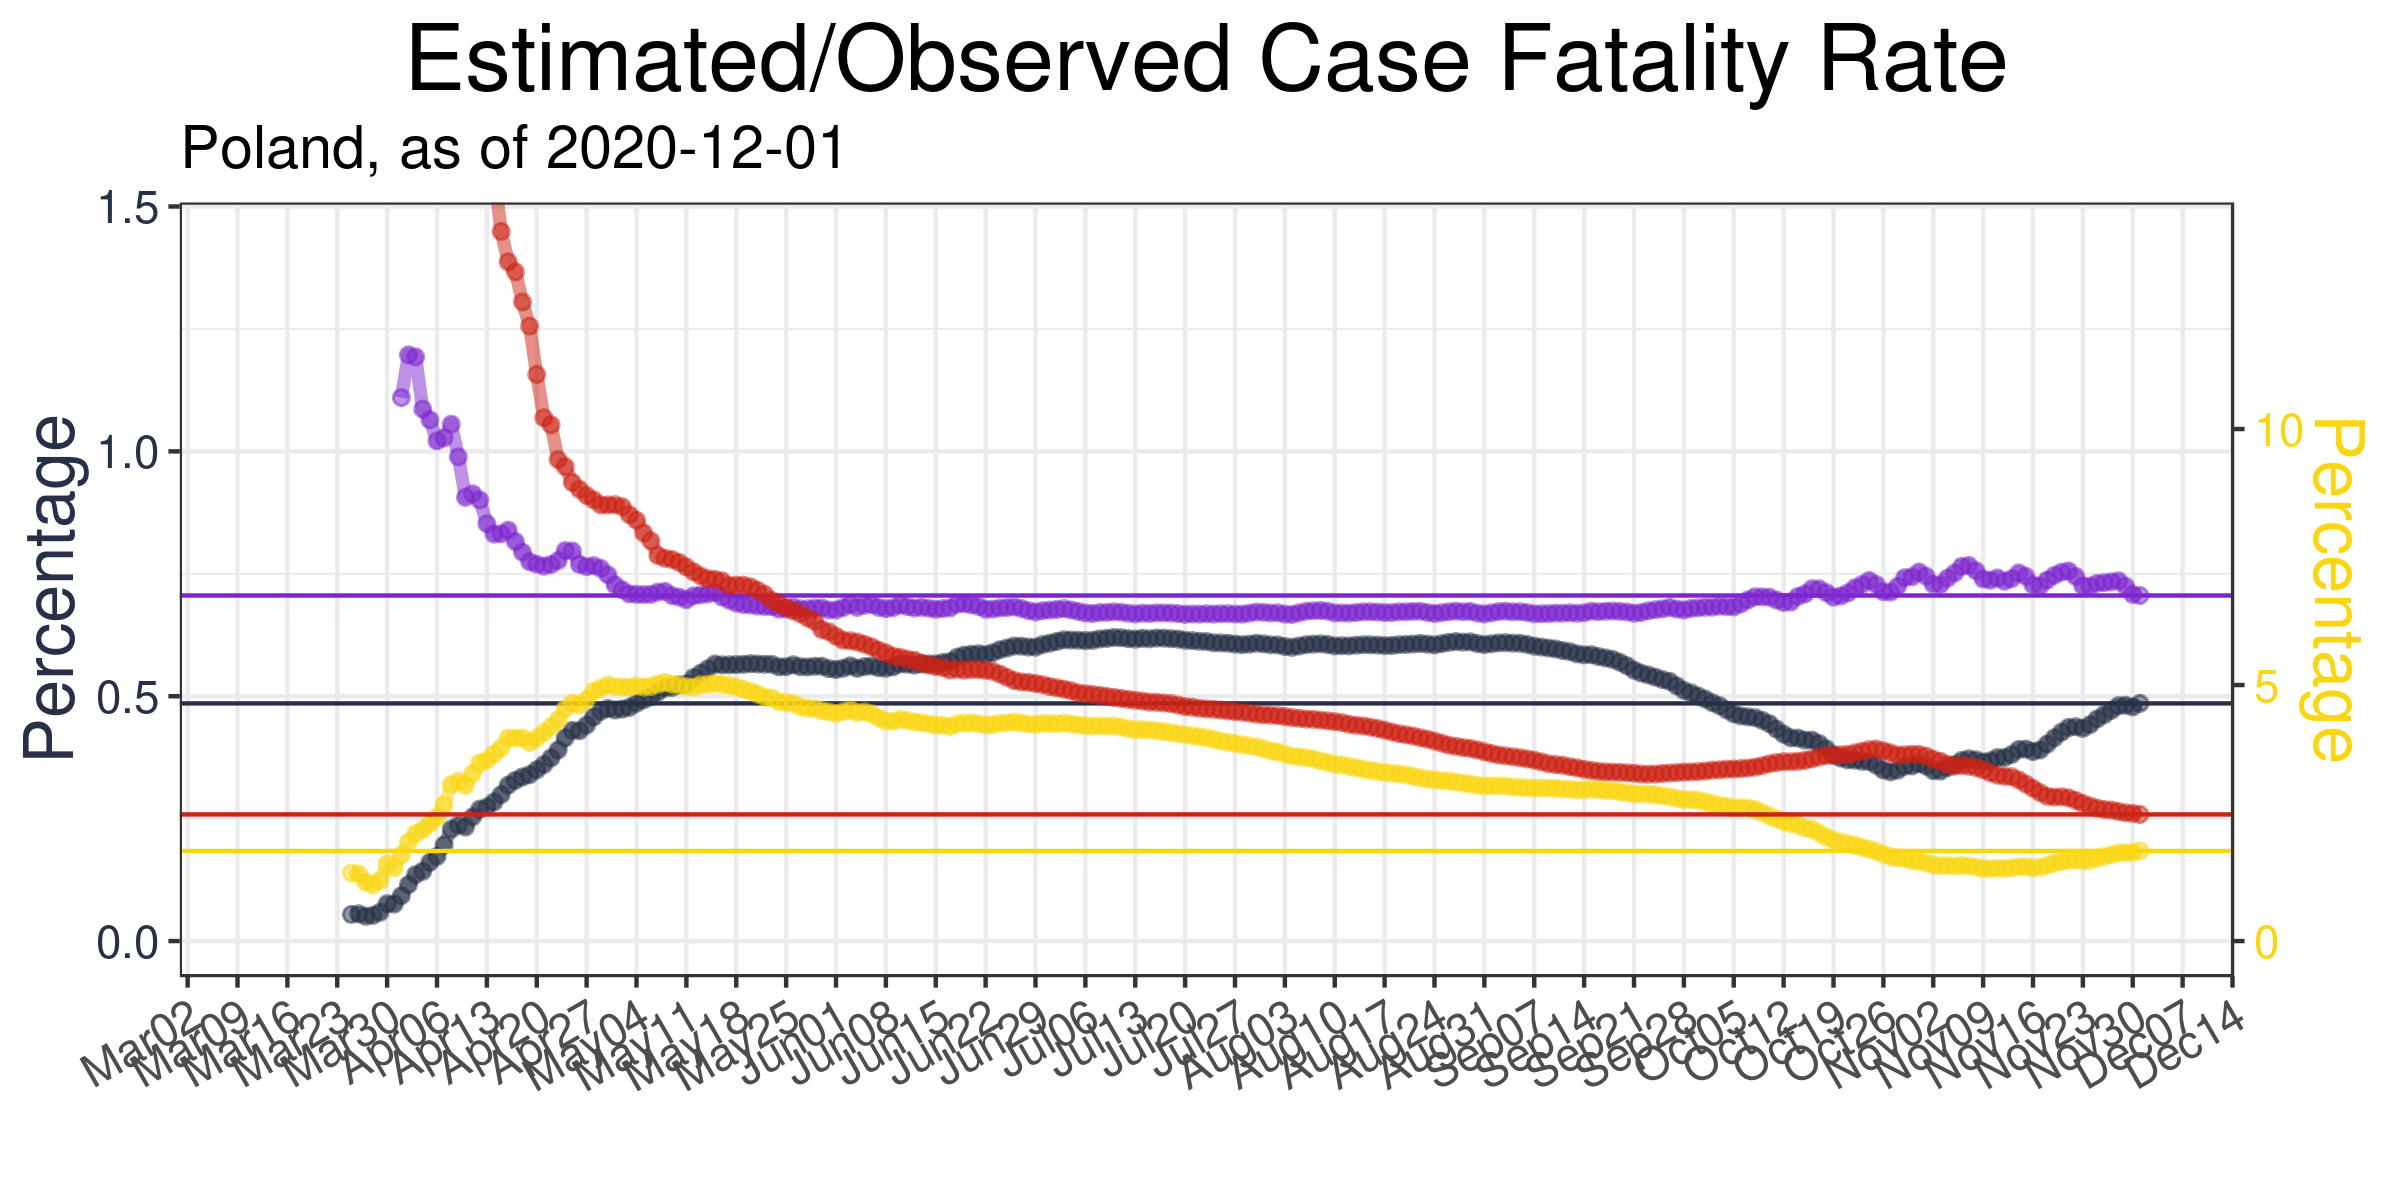 Estimated/Observed Case Fatality Rate
Poland, as of 2020-12-01
Percentage
1.5
1.0
0.5
0.0
10
5
0
Percentage
Mar02
Mar09
Mar16
Mar23
Mar30
Apr06
Apr13
Apr20
Apr27
May04
May11
May18
May25
Jun01
Jun08
Jun15
Jun22
Jun29
Jul06
Jul13
Jul20
Jul27
Aug03
Aug10
Aug17
Aug24
Aug31
Sep07
Sep14
Sep21
Sep28
Oct05
Oct12
Oct19
Oct26
Nov02
Nov09
Nov16
Nov23
Nov30
Dec07
Dec14